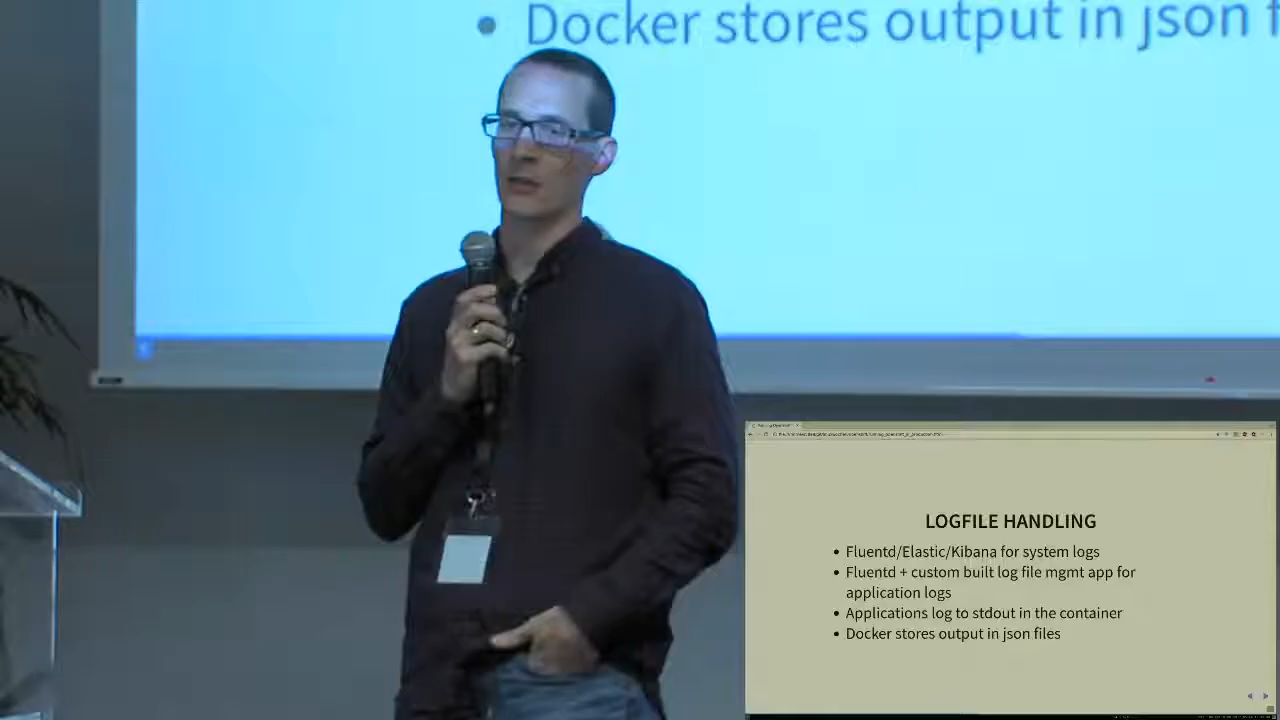 • Docker stores output in json f
LOGFILE HANDLING
• Fluentd/Elastic/Kibana for system logs
• Fluentd + custom built log file mgmt app for
application logs
• Applications log to stdout in the container
• Docker stores output in json files